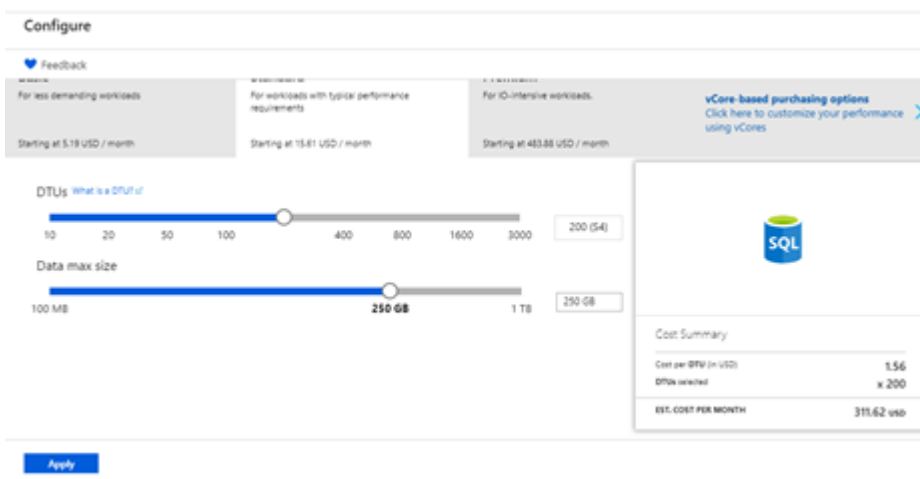 Configure
Feedback
For less demanding workloads
Starting at 5.19 USD / month
For workloads with typical performance
requirements
Starting at 15.61 USD / month
For IO-intensive workloads.
Starting at 483.88 USD / month
vCore-based purchasing options
Click here to customize your performance
using vCores
DTUs What is a DTU?
10 20 50 100 400 800 1600 3000
200 (S4)
Data max size
100 MB 250 GB 1 TB
250 GB
SQL
Cost Summary
Cost per DTU (in USD) 1.56
DTUs selected x 200
EST. COST PER MONTH 311.62 USD
Apply